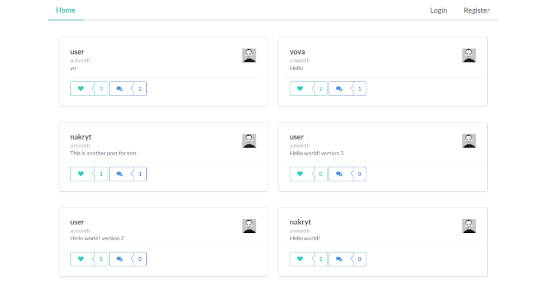 Home Login Register
user
a month
yo
3 2
vova
a month
Hello
2 1
nakryt
a month
This is another post for test
1 1
user
a month
Hello world! version 3
0 0
user
a month
Hello world! version 2
0 0
nakryt
a month
Hello world!
2 0